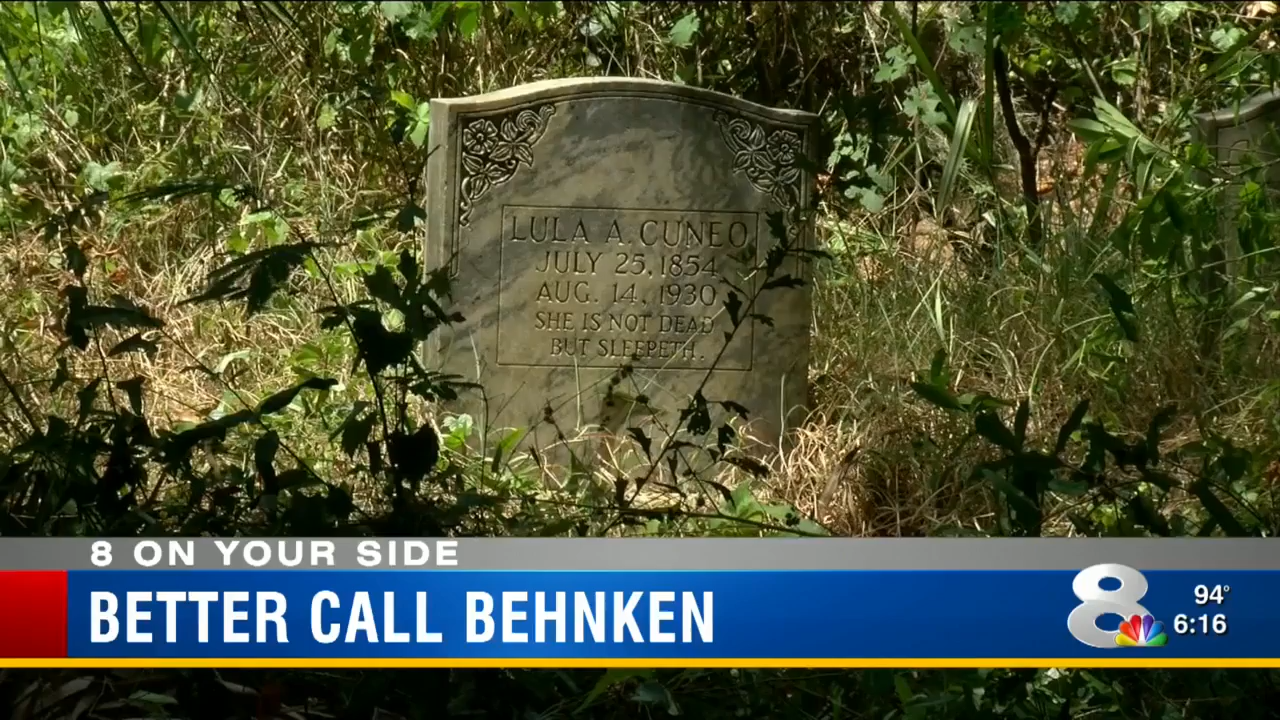 LULA A. CUNEO
JULY 25, 1854
AUG. 14, 1930
SHE IS NOT DEAD
BUT SLEEPETH.
8 ON YOUR SIDE
BETTER CALL BEHNKEN
8
94°
6:16